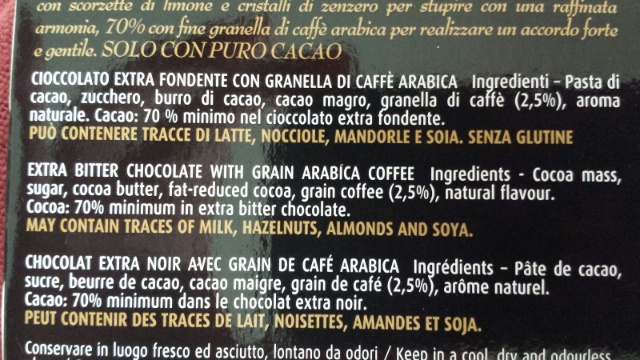 con scorzette di limone e cristalli di zenzero per stupire con una raffinata
armonia, 70% con fine granella di caffè arabica per realizzare un accordo forte
e gentile. SOLO CON PURO CACAO
CIOCCOLATO EXTRA FONDENTE CON GRANELLA DI CAFFÈ ARABICA Ingredienti – Pasta di
cacao, zucchero, burro di cacao, cacao magro, granella di caffè (2,5%), aroma
naturale. Cacao: 70 % minimo nel cioccolato extra fondente.
PUÒ CONTENERE TRACCE DI LATTE, NOCCIOLE, MANDORLE E SOIA. SENZA GLUTINE
EXTRA BITTER CHOCOLATE WITH GRAIN ARABÍCA COFFEE Ingredients - Cocoa mass,
sugar, cocoa butter, fat-reduced cocoa, grain coffee (2,5%), natural flavour.
Cocoa: 70% minimum in extra bitter chocolate.
MAY CONTAIN TRACES OF MILK, HAZELNUTS, ALMONDS AND SOYA.
CHOCOLAT EXTRA NOIR AVEC GRAIN DE CAFÉ ARABICA Ingrédients – Pâte de cacao,
sucre, beurre de cacao, cacao maigre, grain de café (2,5%), arôme naturel.
Cacao: 70% minimum dans le chocolat extra noir.
PEUT CONTENIR DES TRACES DE LAIT, NOISETTES, AMANDES ET SOJA.
Conservare in luogo fresco ed asciutto, lontano da odori / Keep in a cool, dry and odourless